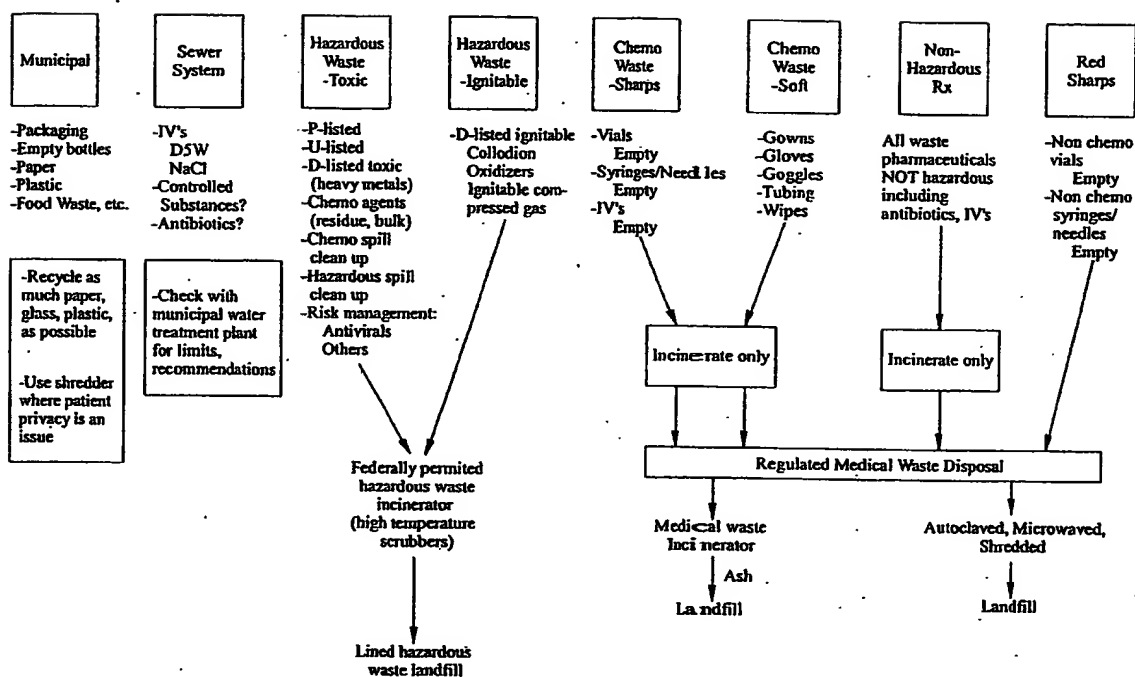 Municipal
Sewer
System
Hazardous
Waste
-Toxic
Hazardous
Waste
-Ignitable
Chemo
Waste
-Sharps
Chemo
Waste
-Soft
Non-
Hazardous
Rx
Red
Sharps
-Packaging
-Empty bottles
-Paper
-Plastic
-Food Waste, etc.
-IV's
D5W
NaCl
-Controlled
Substances?
-Antibiotics?
-P-listed
-U-listed
-D-listed toxic
(heavy metals)
-Chemo agents
(residue, bulk)
-Chemo spill
clean up
-Hazardous spill
clean up
-Risk management:
Antivirals
Others
-D-listed ignitable
Collodion
Oxidizers
Ignitable com-
pressed gas
-Vials
Empty
-Syringes/Needles
Empty
-IV's
Empty
-Gowns
-Gloves
-Goggles
-Tubing
-Wipes
All waste
pharmaceuticals
NOT hazardous
including
antibiotics, IV's
-Non chemo
vials
Empty
-Non chemo
syringes/
needles
Empty
-Recycle as
much paper,
glass, plastic,
as possible
-Use shredder
where patient
privacy is an
issue
-Check with
municipal water
treatment plant
for limits,
recommendations
Incinerate only
Incinerate only
Regulated Medical Waste Disposal
Federally permitted
hazardous waste
incinerator
(high temperature
scrubbers)
Lined hazardous
waste landfill
Medical waste
Incinerator
Ash
Landfill
Autoclaved, Microwaved,
Shredded
Landfill